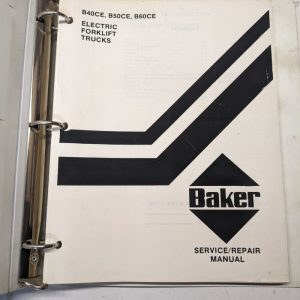 B40CE, B50CE, B60CE
ELECTRIC
FORKLIFT
TRUCKS
Baker
SERVICE/REPAIR
MANUAL